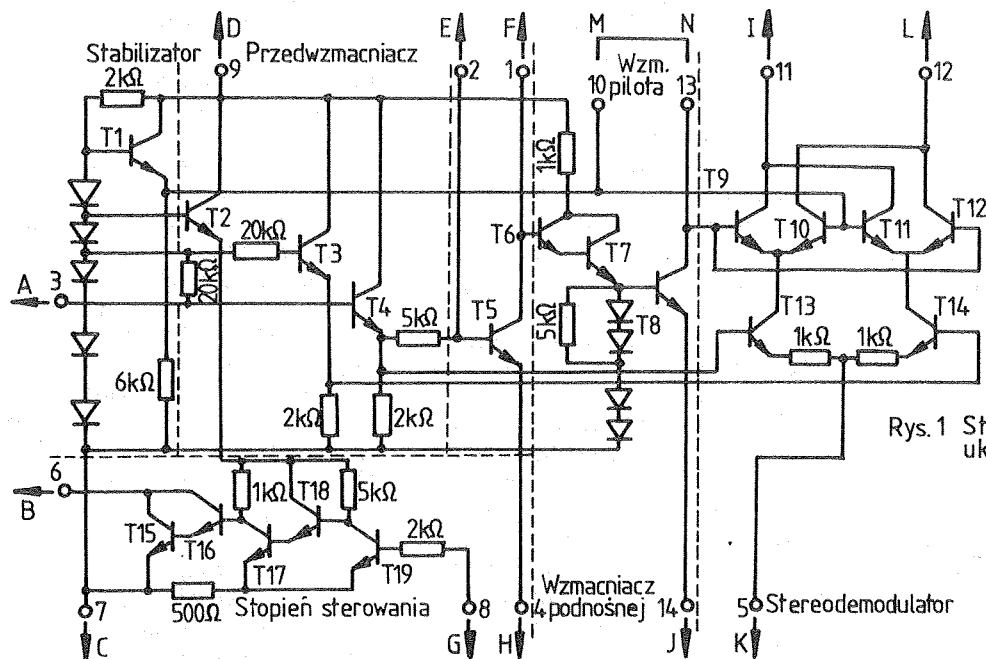 D E F M N I L
Stabilizator Przedwzmacniacz
9 2 1 10 Wzm. pilota 13 11 12
2kΩ
T1
1kΩ
T9
T2
T6
T10 T11 T12
20kΩ T3
T7
20kΩ
A 3
T4
5kΩ T5
5kΩ
T8
T13 T14
1kΩ 1kΩ
6kΩ
2kΩ 2kΩ
Rys. 1 St
uk
6
B
1kΩ T18 5kΩ
T15 T16
2kΩ
T17 T19
500Ω Stopień sterowania
Wzmacniacz
podnośnej
7 8 4 14 5 Stereodemodulator
C G H J K